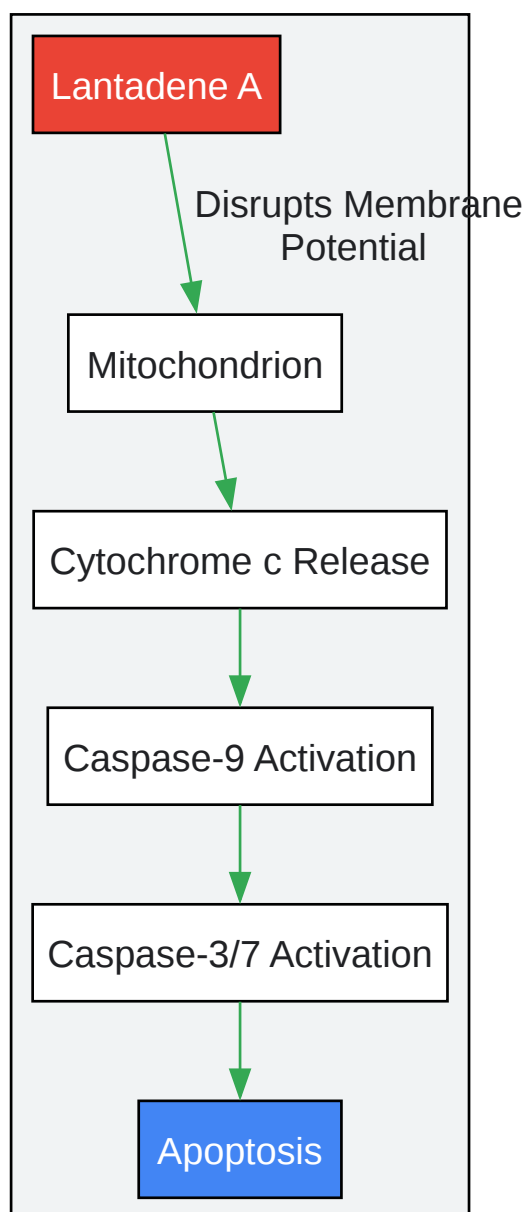 Lantadene A
Disrupts Membrane
Potential
Mitochondrion
Cytochrome c Release
Caspase-9 Activation
Caspase-3/7 Activation
Apoptosis